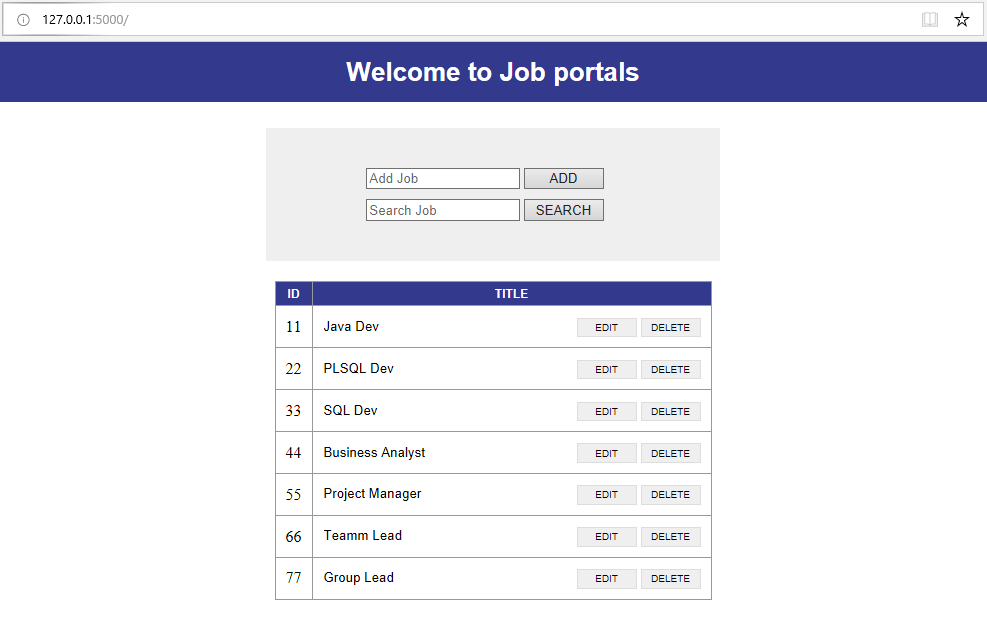 127.0.0.1:5000/
Welcome to Job portals
Add Job ADD
Search Job SEARCH
ID TITLE
11 Java Dev EDIT DELETE
22 PLSQL Dev EDIT DELETE
33 SQL Dev EDIT DELETE
44 Business Analyst EDIT DELETE
55 Project Manager EDIT DELETE
66 Teamm Lead EDIT DELETE
77 Group Lead EDIT DELETE